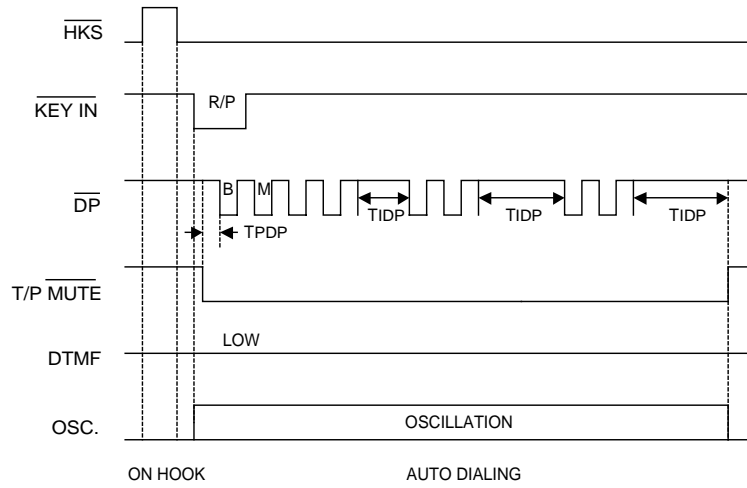 HKS
KEY IN
R/P
DP
B
M
TIDP
TIDP
TIDP
TPDP
T/P MUTE
LOW
DTMF
OSC.
OSCILLATION
ON HOOK
AUTO DIALING